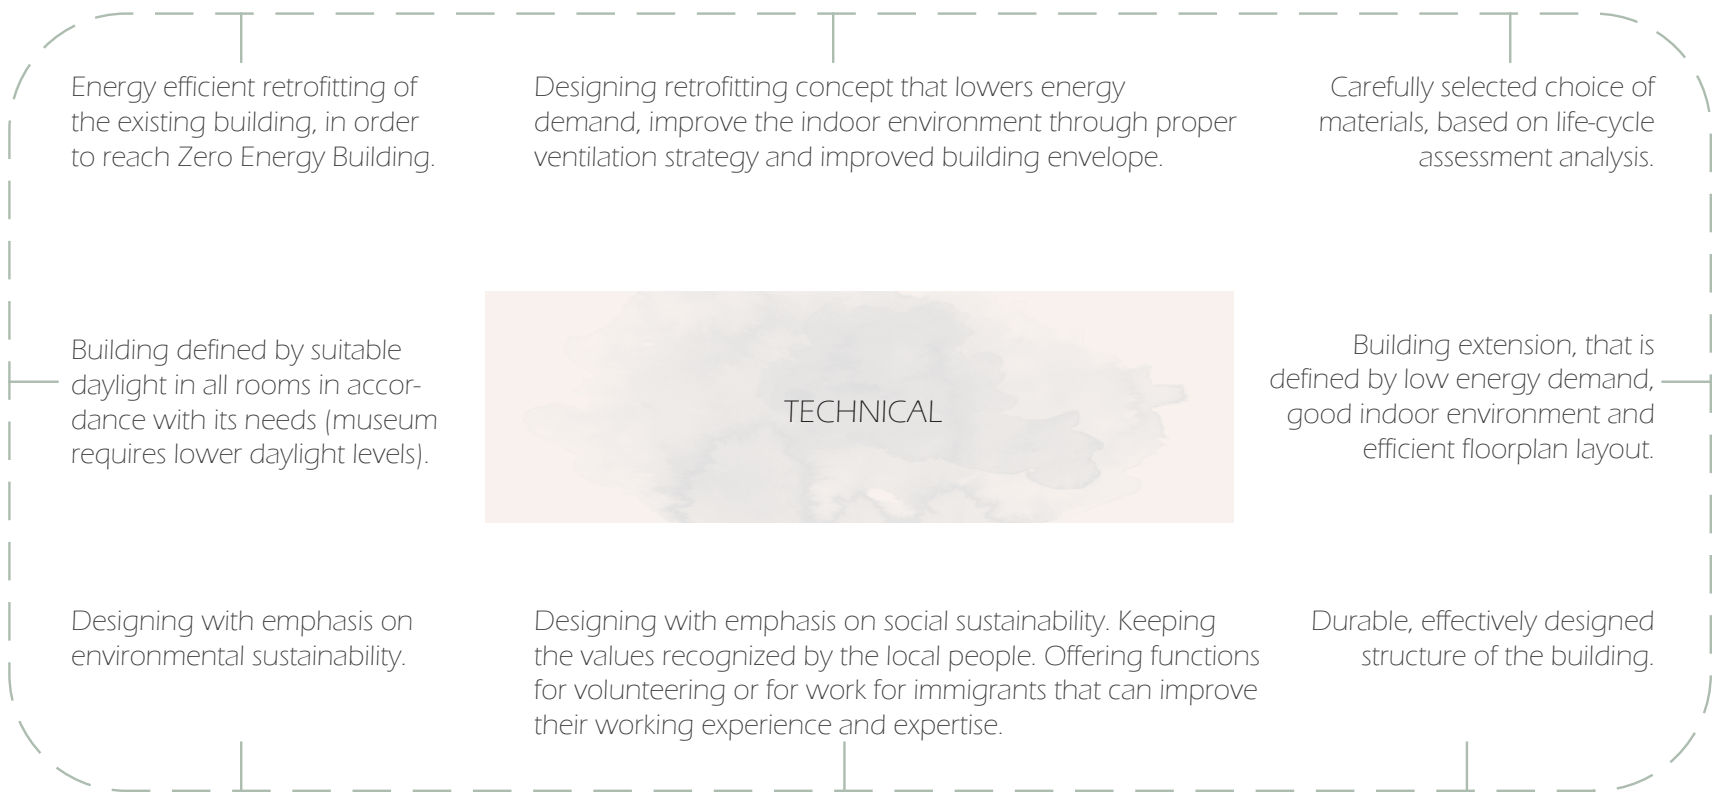 Energy efficient retrofitting of
the existing building, in order
to reach Zero Energy Building.
Designing retrofitting concept that lowers energy
demand, improve the indoor environment through proper
ventilation strategy and improved building envelope.
Carefully selected choice of
materials, based on life-cycle
assessment analysis.
Building defined by suitable
daylight in all rooms in accor-
dance with its needs (museum
requires lower daylight levels).
TECHNICAL
Building extension, that is
defined by low energy demand,
good indoor environment and
efficient floorplan layout.
Designing with emphasis on
environmental sustainability.
Designing with emphasis on social sustainability. Keeping
the values recognized by the local people. Offering functions
for volunteering or for work for immigrants that can improve
their working experience and expertise.
Durable, effectively designed
structure of the building.